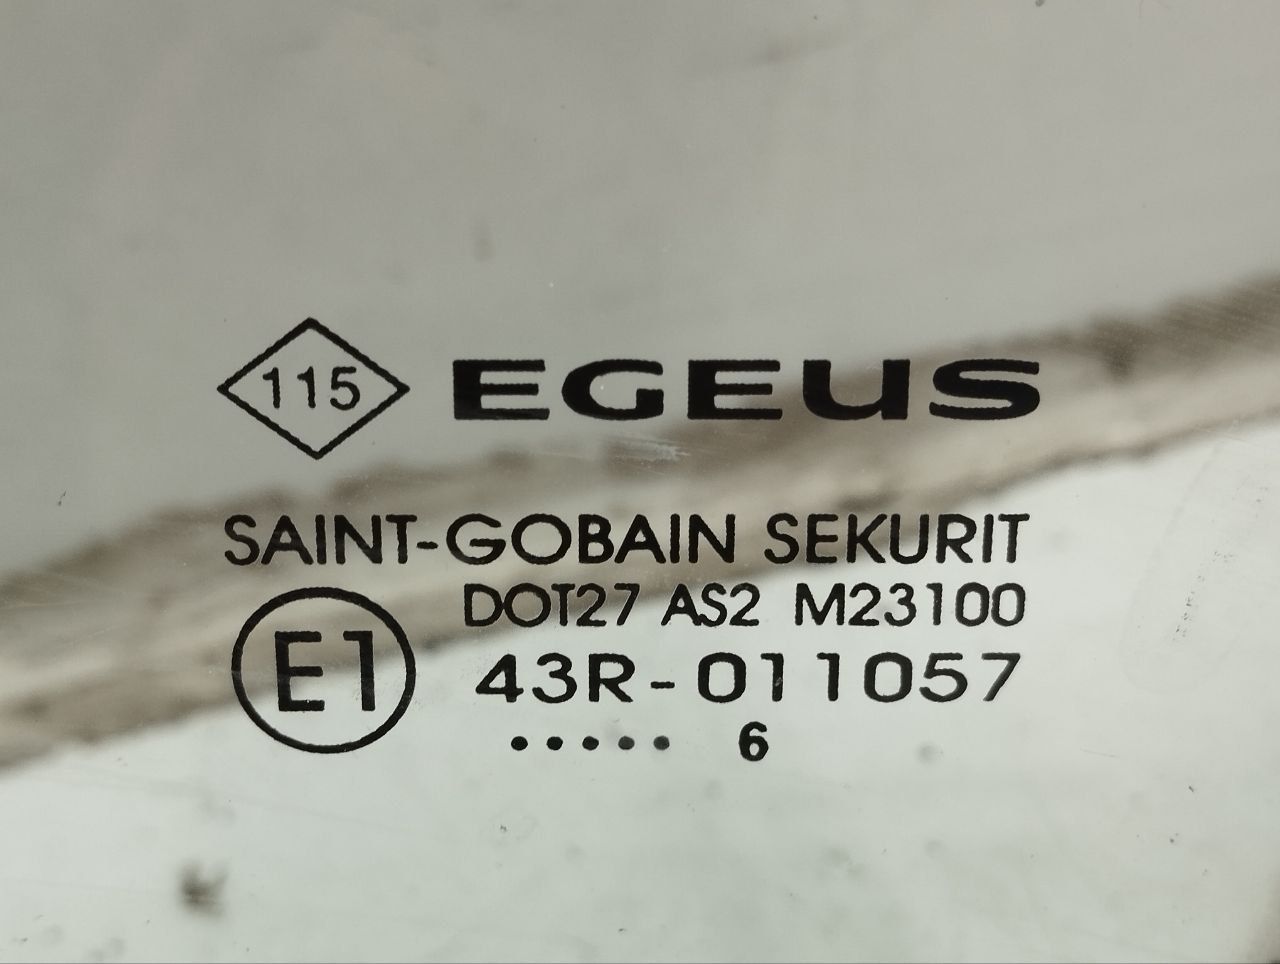 115 EGEUS
SAINT-GOBAIN SEKURIT
DOT27 AS2 M23100
E1 43R-011057
••••• 6